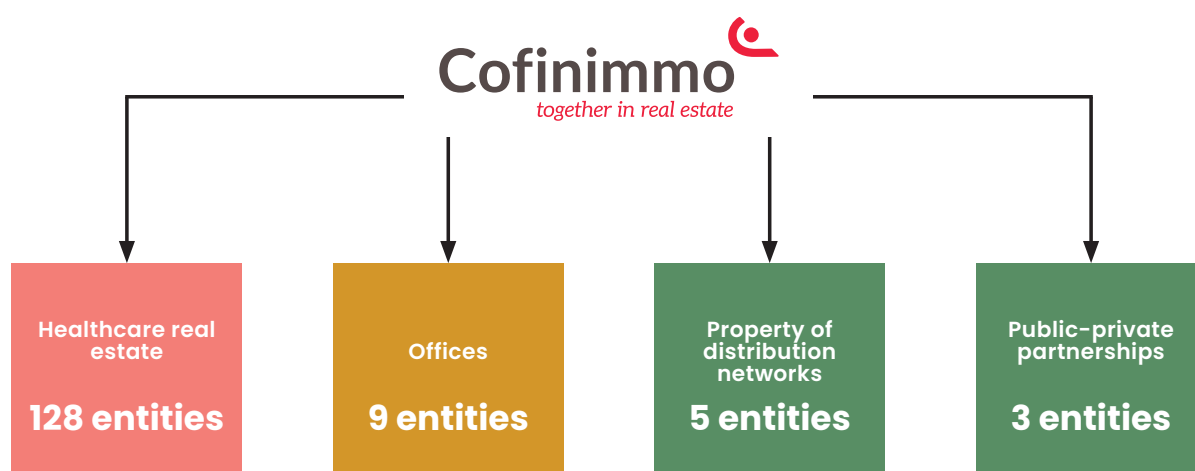 Cofinimmo
together in real estate
Healthcare real
estate
128 entities
Offices
9 entities
Property of
distribution
networks
5 entities
Public-private
partnerships
3 entities